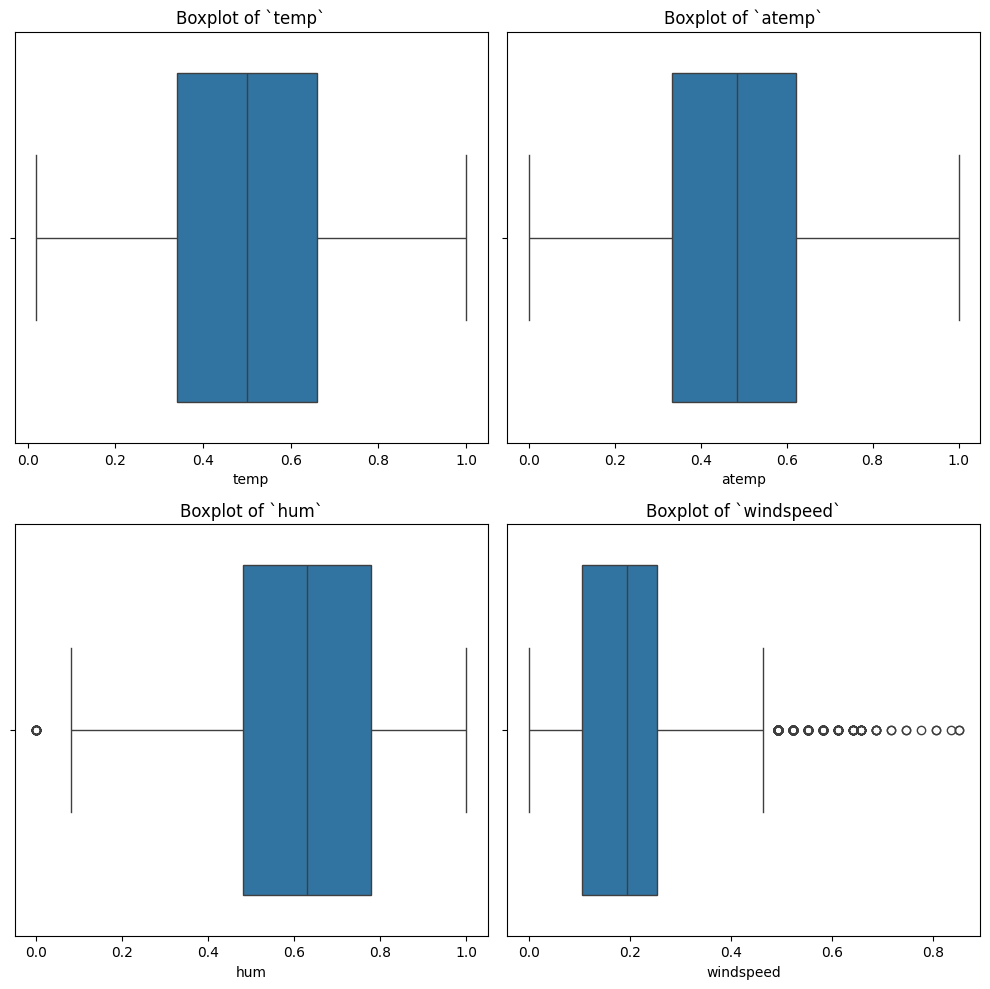 Boxplot of `temp`
0.0 0.2 0.4 0.6 0.8 1.0
temp
Boxplot of `atemp`
0.0 0.2 0.4 0.6 0.8 1.0
atemp
Boxplot of `hum`
0.0 0.2 0.4 0.6 0.8 1.0
hum
Boxplot of `windspeed`
0.0 0.2 0.4 0.6 0.8
windspeed